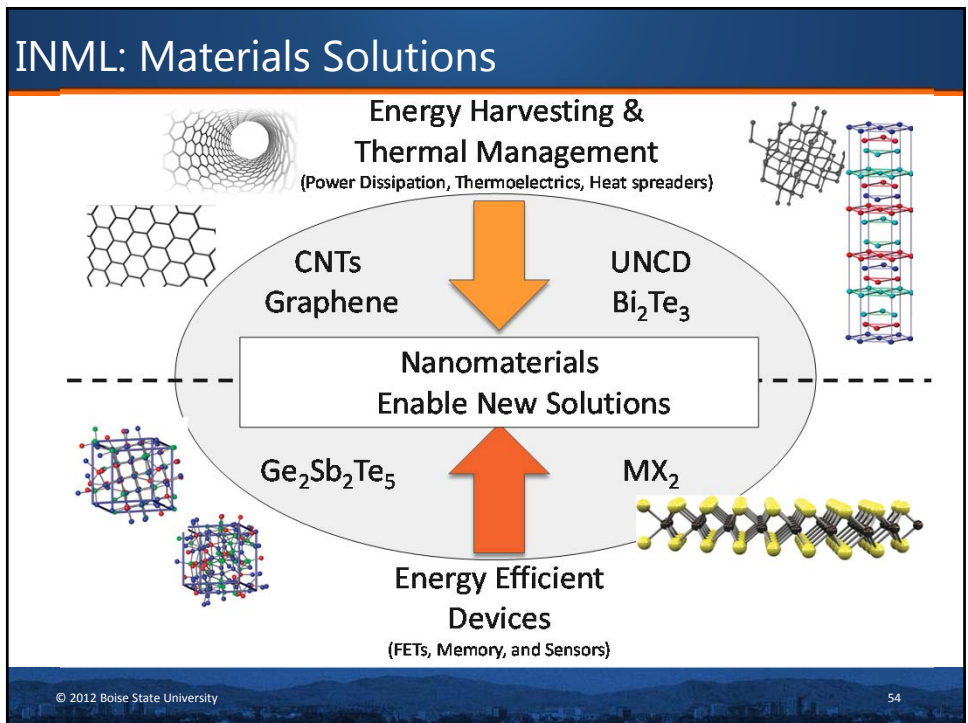 INML: Materials Solutions
Energy Harvesting &
Thermal Management
(Power Dissipation, Thermoelectrics, Heat spreaders)
CNTs
Graphene
UNCD
Bi₂Te₃
Nanomaterials
Enable New Solutions
Ge₂Sb₂Te₅
MX₂
Energy Efficient
Devices
(FETs, Memory, and Sensors)
© 2012 Boise State University
54